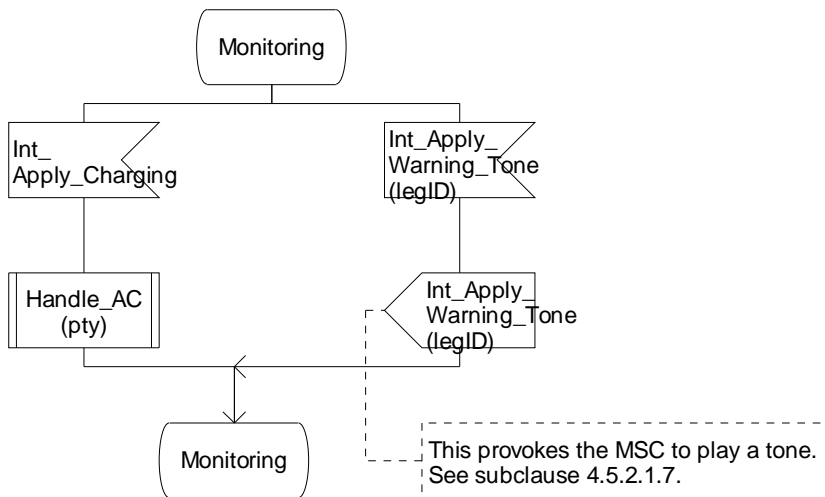 Monitoring
Int_
Apply_Charging
Int_Apply_
Warning_Tone
(legID)
Handle_AC
(pty)
Int_Apply_
Warning_Tone
(legID)
Monitoring
This provokes the MSC to play a tone.
See subclause 4.5.2.1.7.